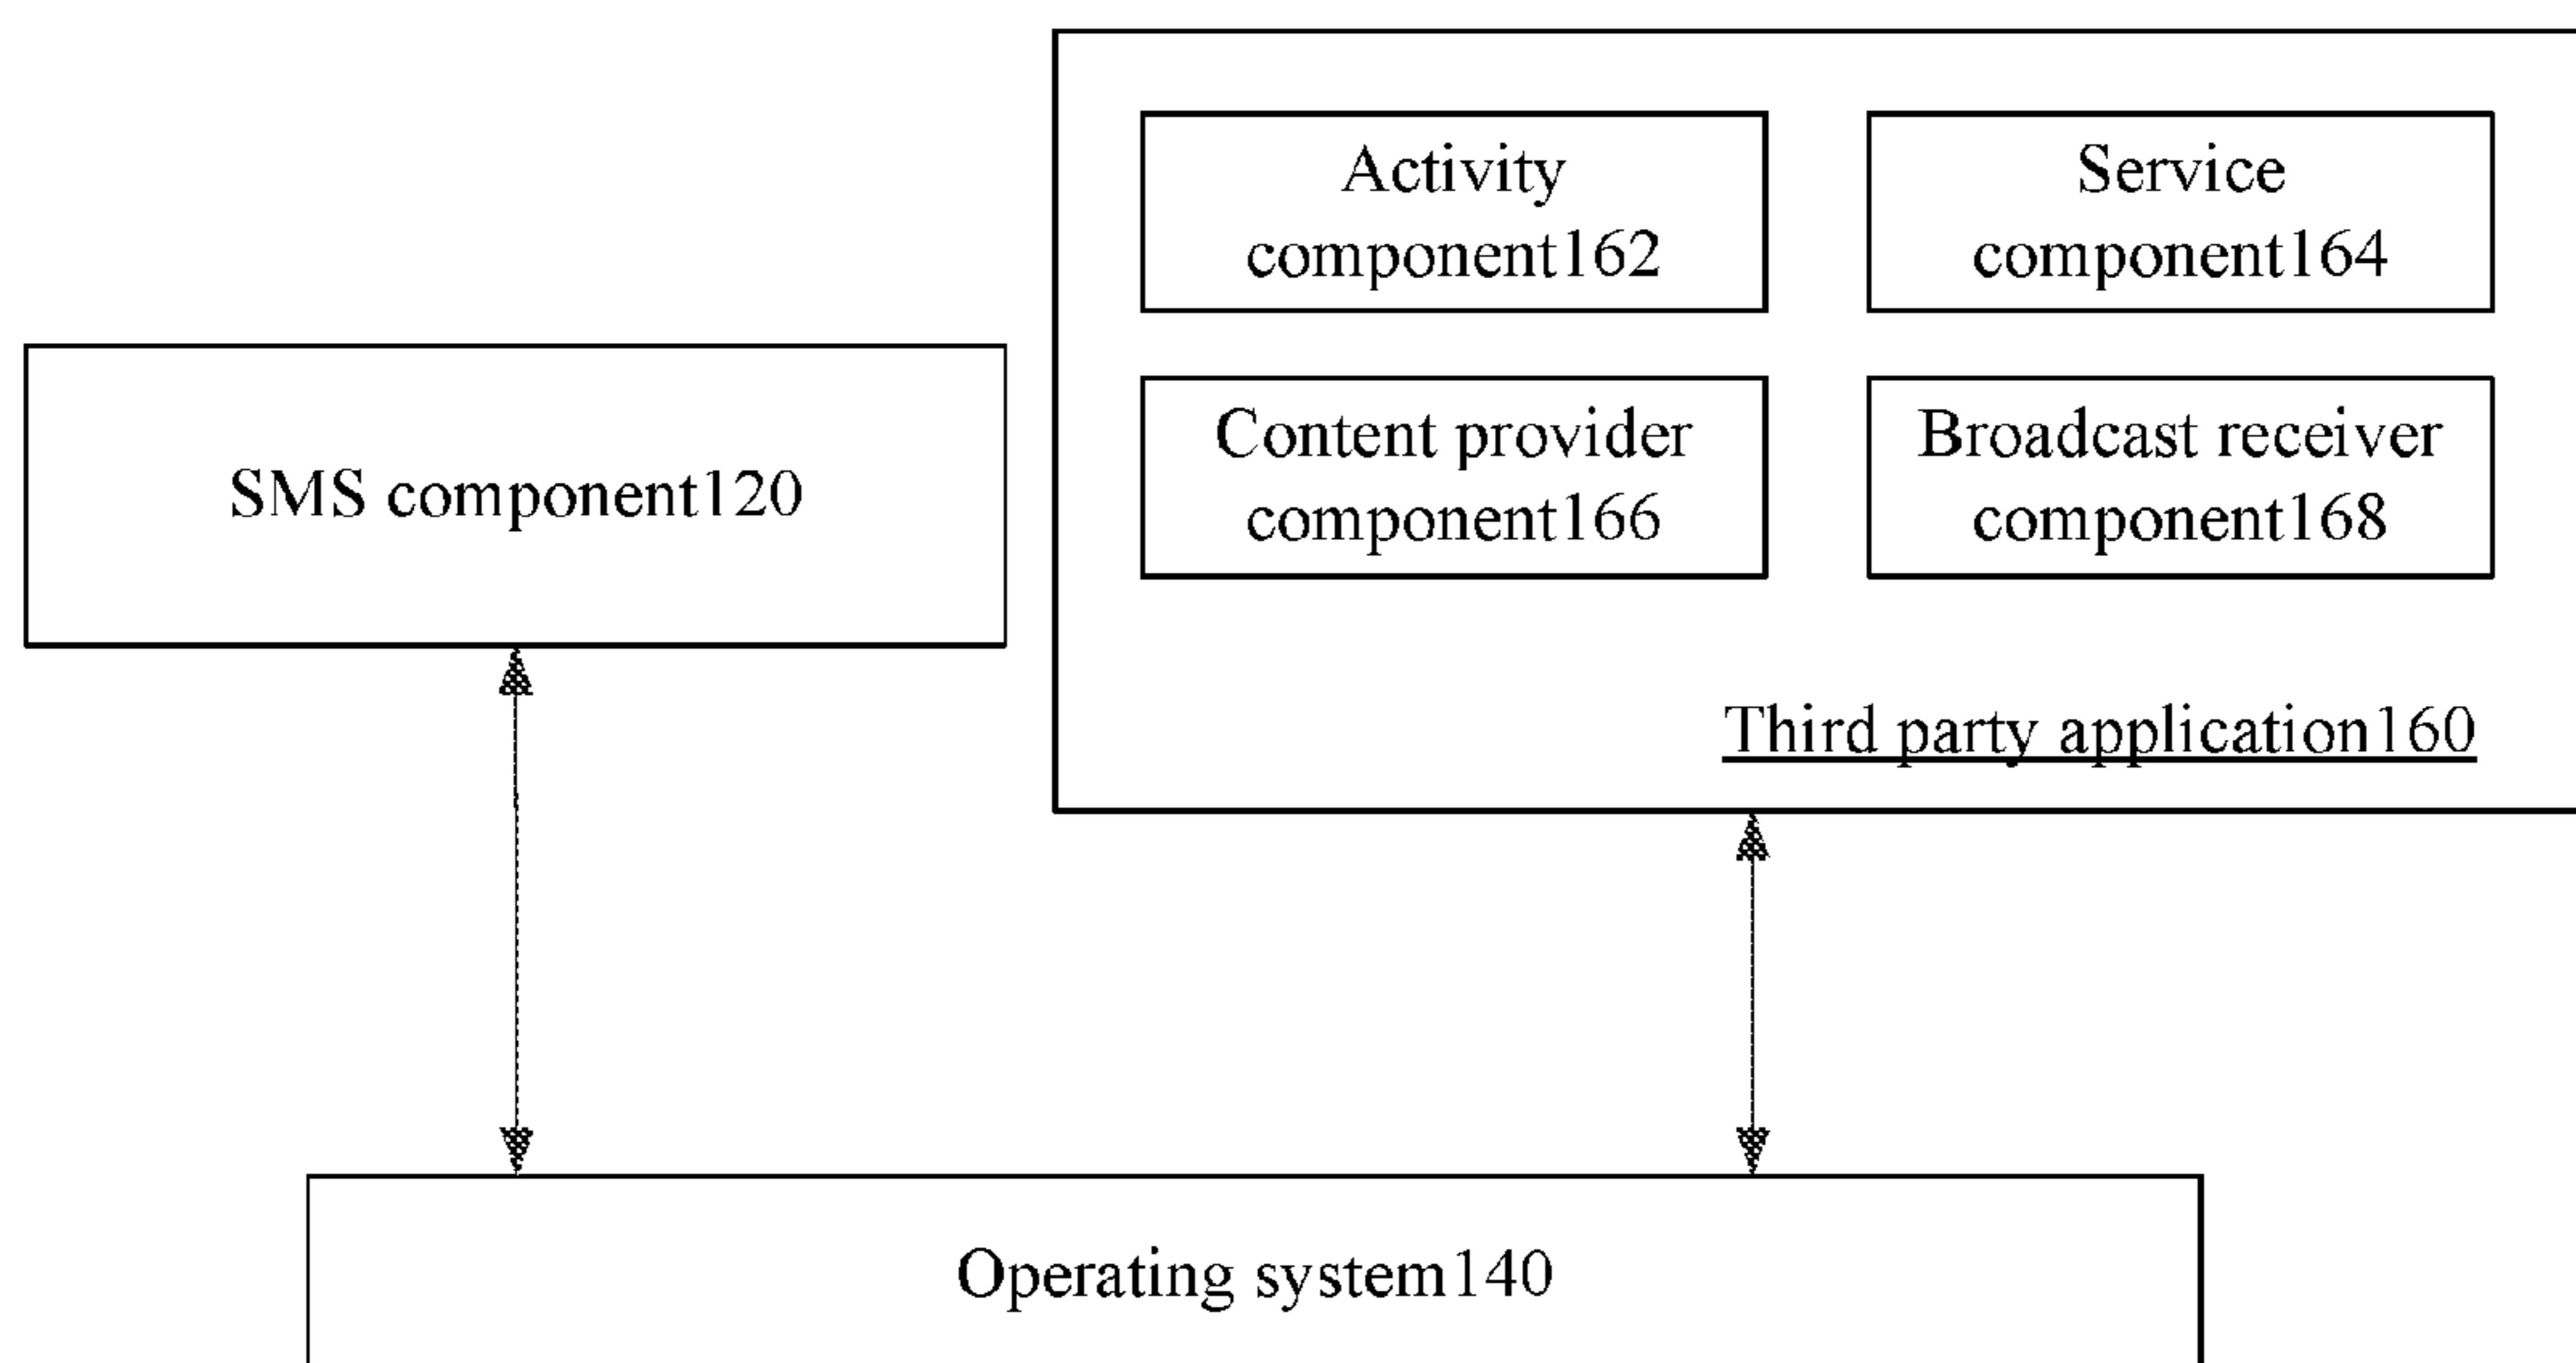 Activity
component162
Service
component164
Content provider
component166
Broadcast receiver
component168
SMS component120
Third party application160
Operating system140